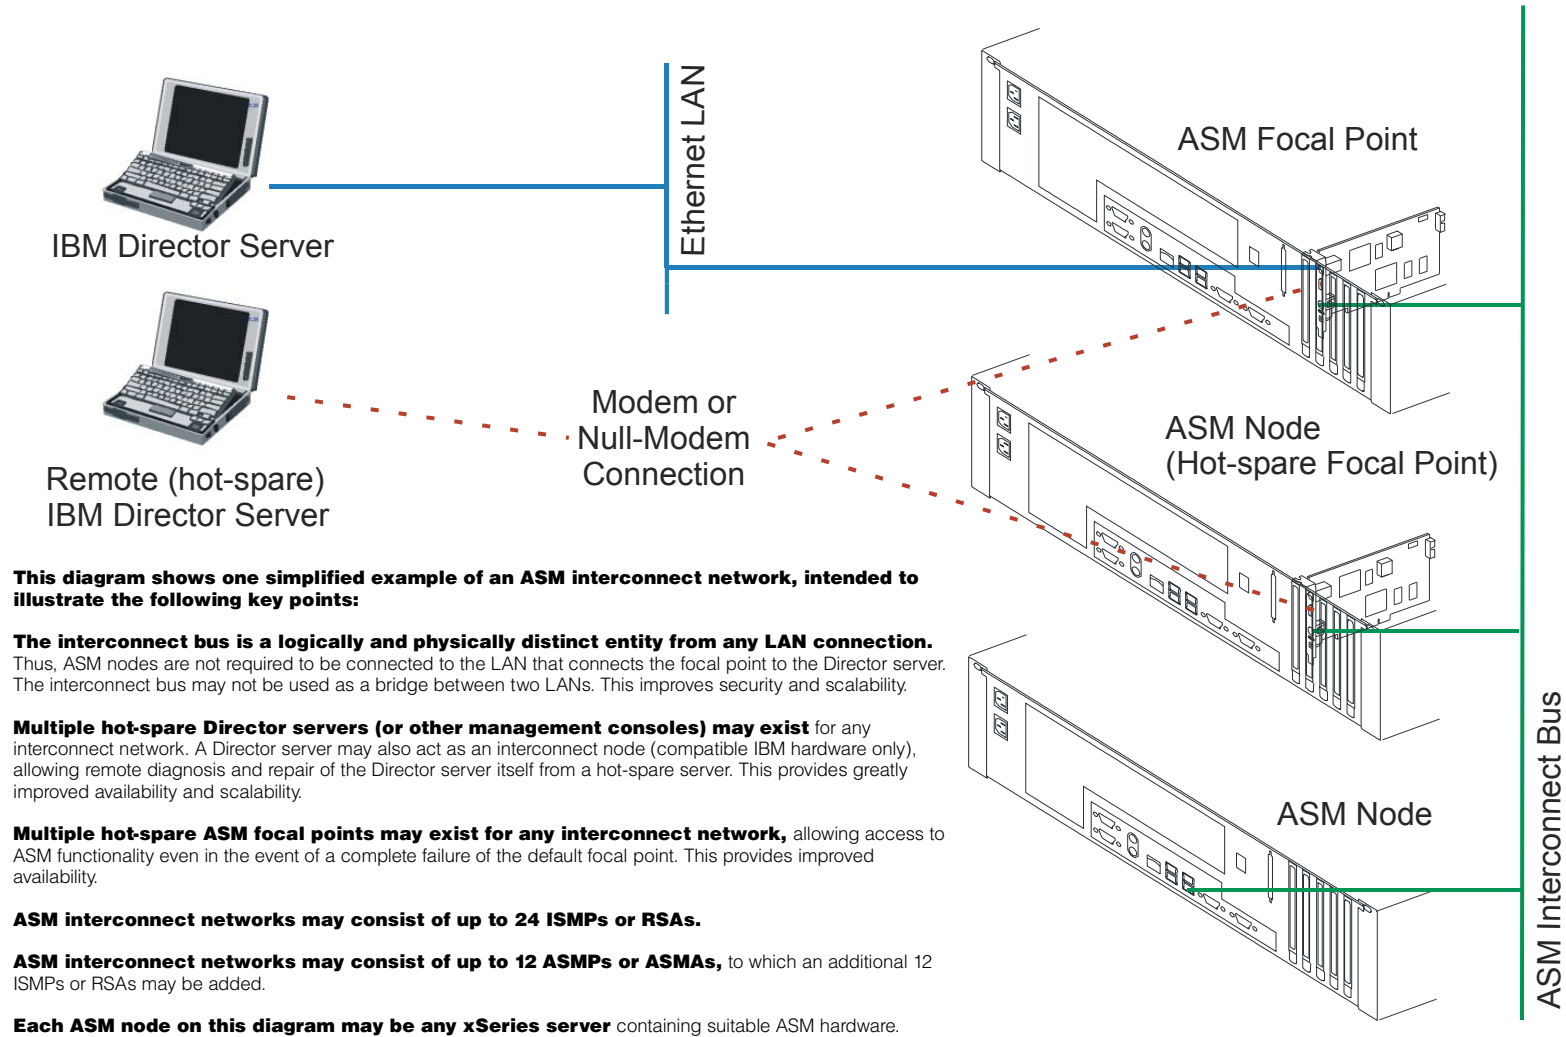 IBM Director Server
Ethernet LAN
ASM Focal Point
Remote (hot-spare)
IBM Director Server
Modem or
Null-Modem
Connection
ASM Node
(Hot-spare Focal Point)
ASM Node
ASM Interconnect Bus
This diagram shows one simplified example of an ASM interconnect network, intended to
illustrate the following key points:
The interconnect bus is a logically and physically distinct entity from any LAN connection.
Thus, ASM nodes are not required to be connected to the LAN that connects the focal point to the Director server.
The interconnect bus may not be used as a bridge between two LANs. This improves security and scalability.
Multiple hot-spare Director servers (or other management consoles) may exist for any
interconnect network. A Director server may also act as an interconnect node (compatible IBM hardware only),
allowing remote diagnosis and repair of the Director server itself from a hot-spare server. This provides greatly
improved availability and scalability.
Multiple hot-spare ASM focal points may exist for any interconnect network, allowing access to
ASM functionality even in the event of a complete failure of the default focal point. This provides improved
availability.
ASM interconnect networks may consist of up to 24 ISMPs or RSAs.
ASM interconnect networks may consist of up to 12 ASMPs or ASMAs, to which an additional 12
ISMPs or RSAs may be added.
Each ASM node on this diagram may be any xSeries server containing suitable ASM hardware.